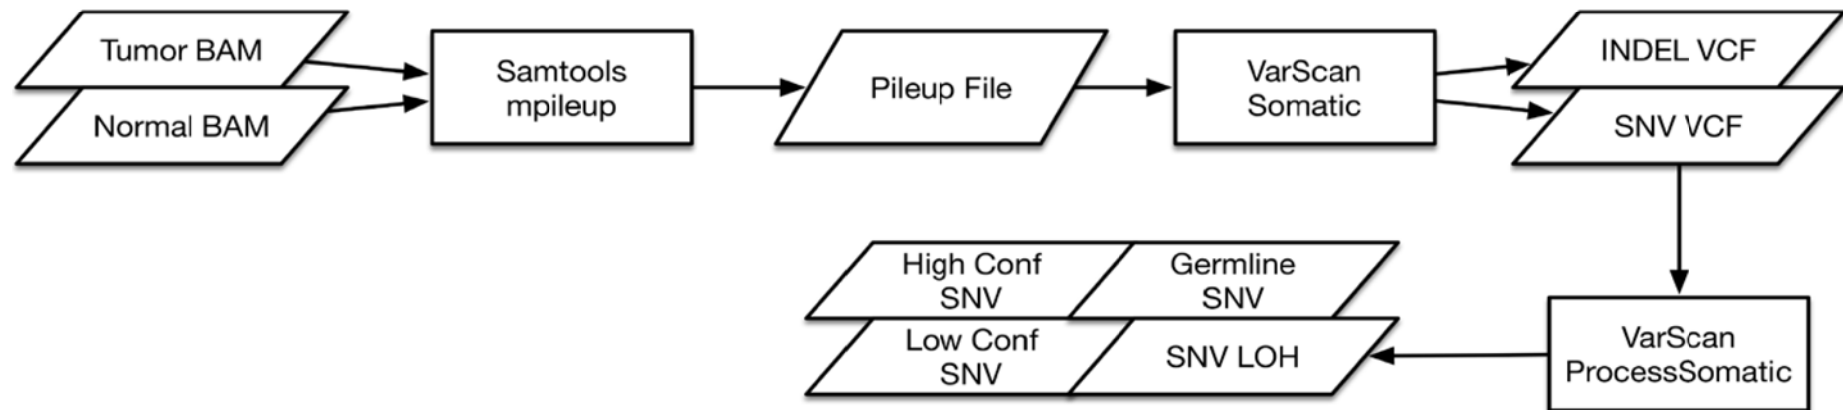 Tumor BAM
Normal BAM
Samtools
mpileup
Pileup File
VarScan
Somatic
INDEL VCF
SNV VCF
High Conf
SNV
Germline
SNV
Low Conf
SNV
SNV LOH
VarScan
ProcessSomatic